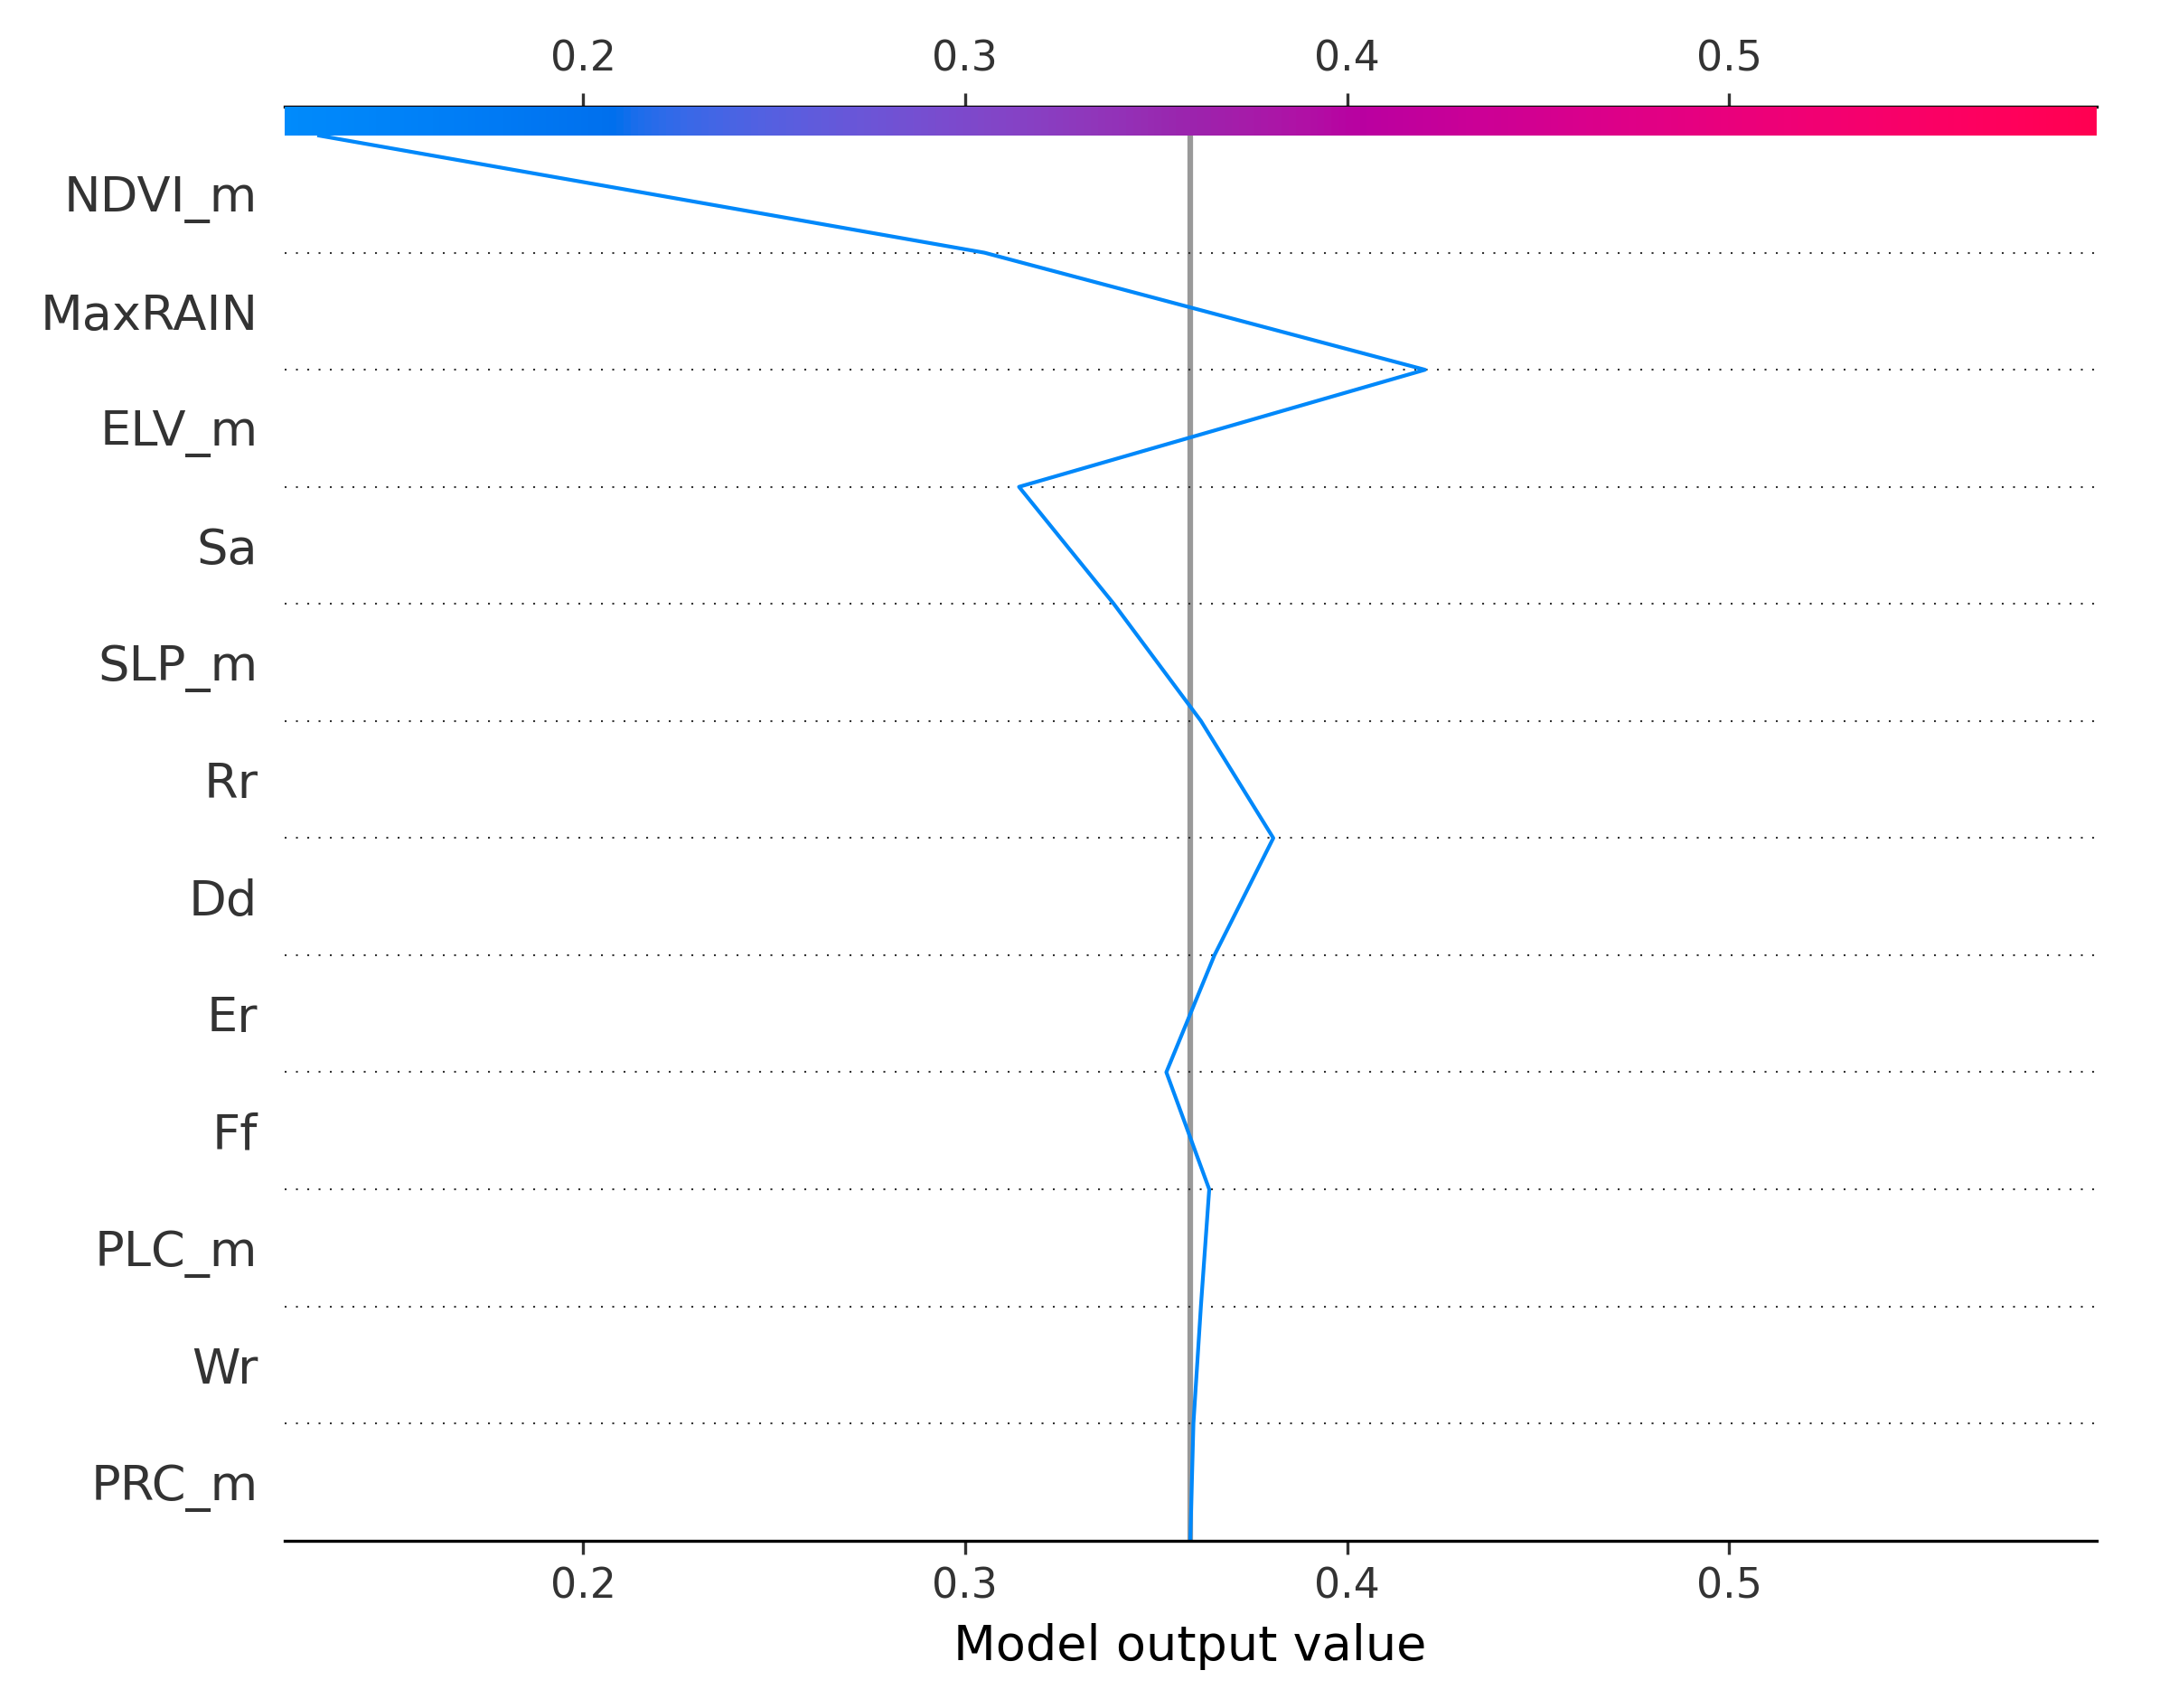 0.2 0.3 0.4 0.5
NDVI_m
MaxRAIN
ELV_m
Sa
SLP_m
Rr
Dd
Er
Ff
PLC_m
Wr
PRC_m
0.2 0.3 0.4 0.5
Model output value